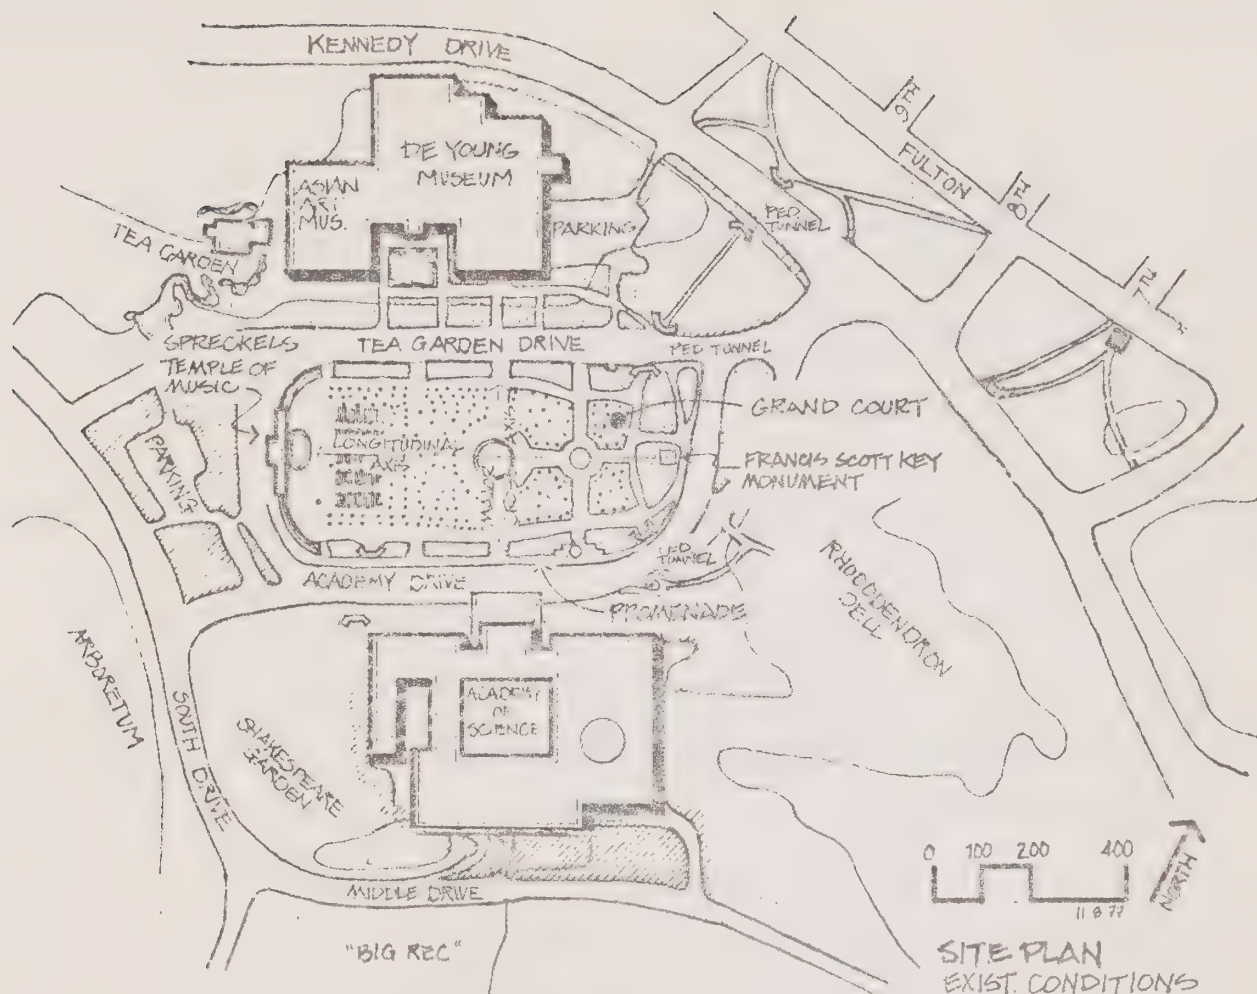 KENNEDY DRIVE
9TH
FULTON
8TH
7TH
DE YOUNG
MUSEUM
ASIAN
ART
MUS.
PARKING
PED.
TUNNEL
TEA GARDEN
SPRECKELS
TEMPLE OF
MUSIC
TEA GARDEN DRIVE
PED TUNNEL
GRAND COURT
PARKING
LONGITUDINAL
AXIS
MINOR AXIS
FRANCIS SCOTT KEY
MONUMENT
PED.
TUNNEL
ACADEMY DRIVE
PROMENADE
RHODODENDRON
DELL
ARBORETUM
SOUTH DRIVE
SHAKESPEARE
GARDEN
ACADEMY
OF
SCIENCE
MIDDLE DRIVE
"BIG REC"
0 100 200 400
NORTH
11 8 77
SITE PLAN
EXIST. CONDITIONS